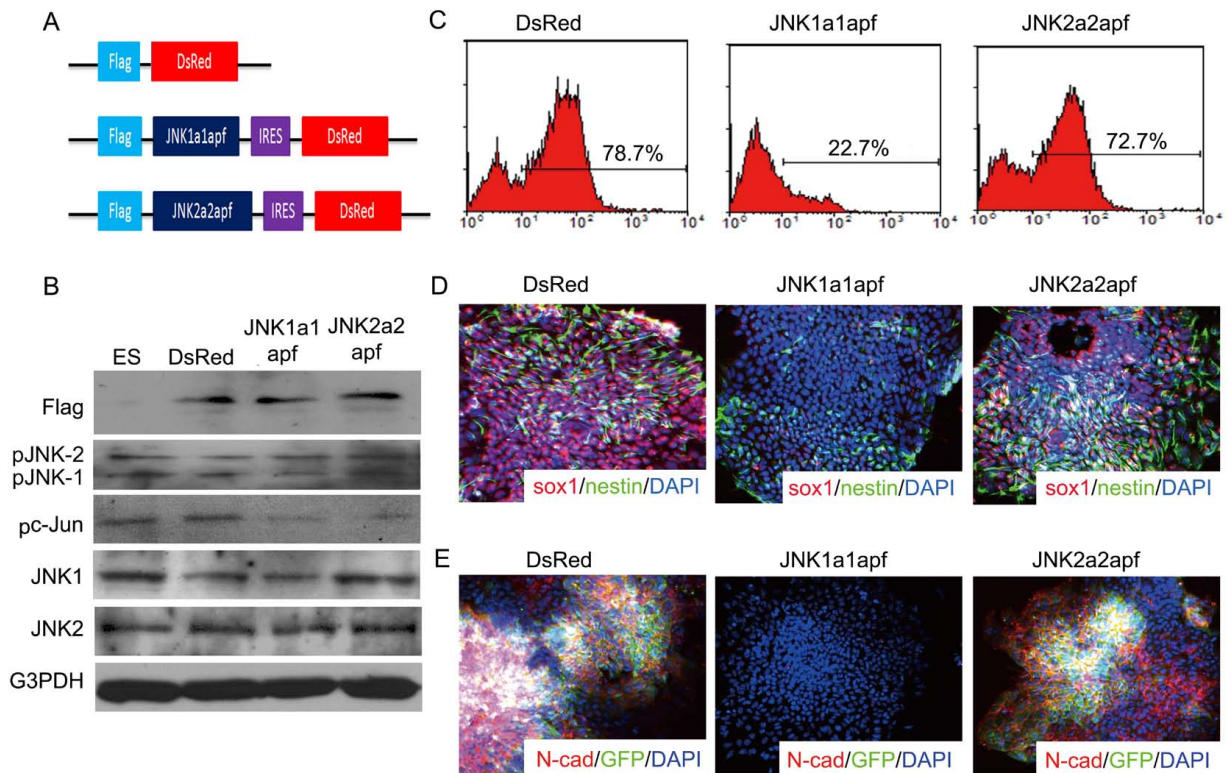 A
Flag DsRed
Flag JNK1a1apf IRES DsRed
Flag JNK2a2apf IRES DsRed
B
ES DsRed JNK1a1 apf JNK2a2 apf
Flag
pJNK-2
pJNK-1
pc-Jun
JNK1
JNK2
G3PDH
C
DsRed JNK1a1apf JNK2a2apf
78.7% 22.7% 72.7%
10⁰ 10¹ 10² 10³ 10⁴ 10⁰ 10¹ 10² 10³ 10⁴ 10⁰ 10¹ 10² 10³ 10⁴
D
DsRed JNK1a1apf JNK2a2apf
sox1/nestin/DAPI sox1/nestin/DAPI sox1/nestin/DAPI
E
DsRed JNK1a1apf JNK2a2apf
N-cad/GFP/DAPI N-cad/GFP/DAPI N-cad/GFP/DAPI